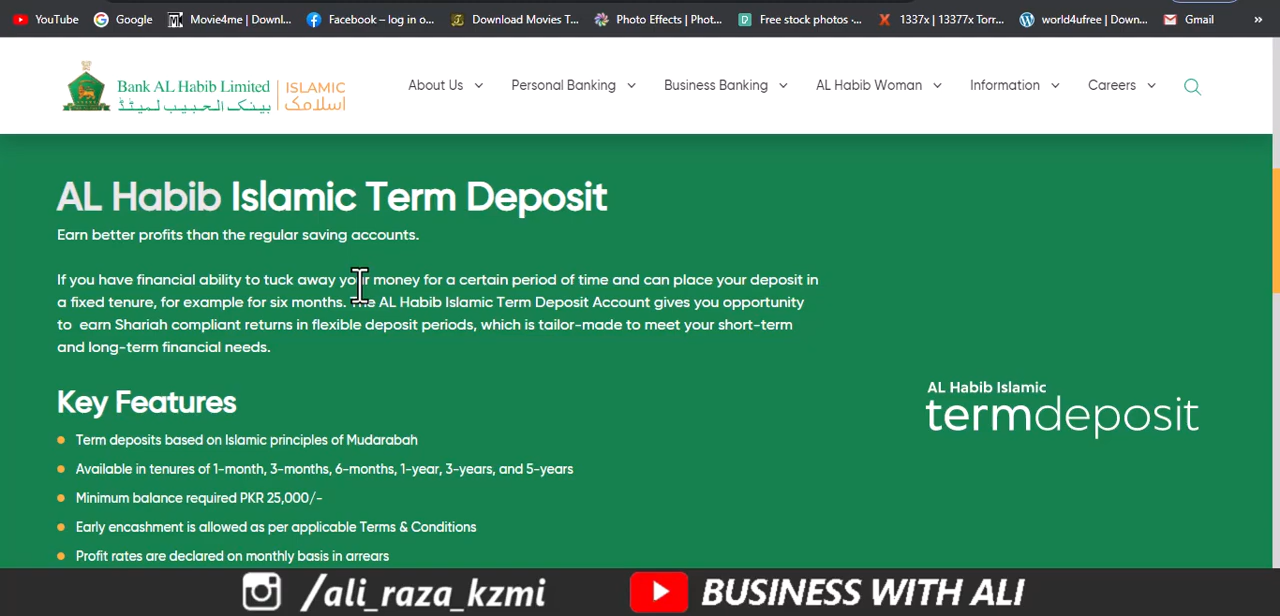 YouTube Google Movie4me | Downl... Facebook – log in o... Download Movies T... Photo Effects | Phot... Free stock photos ·... 1337x | 13377x Torr... world4ufree | Down... Gmail »
Bank AL Habib Limited ISLAMIC
بینک الحبیب لمیٹڈ اسلامک
About Us Personal Banking Business Banking AL Habib Woman Information Careers
AL Habib Islamic Term Deposit
Earn better profits than the regular saving accounts.
If you have financial ability to tuck away your money for a certain period of time and can place your deposit in
a fixed tenure, for example for six months. The AL Habib Islamic Term Deposit Account gives you opportunity
to earn Shariah compliant returns in flexible deposit periods, which is tailor-made to meet your short-term
and long-term financial needs.
AL Habib Islamic
termdeposit
Key Features
Term deposits based on Islamic principles of Mudarabah
Available in tenures of 1-month, 3-months, 6-months, 1-year, 3-years, and 5-years
Minimum balance required PKR 25,000/-
Early encashment is allowed as per applicable Terms & Conditions
Profit rates are declared on monthly basis in arrears
/ali_raza_kzmi BUSINESS WITH ALI